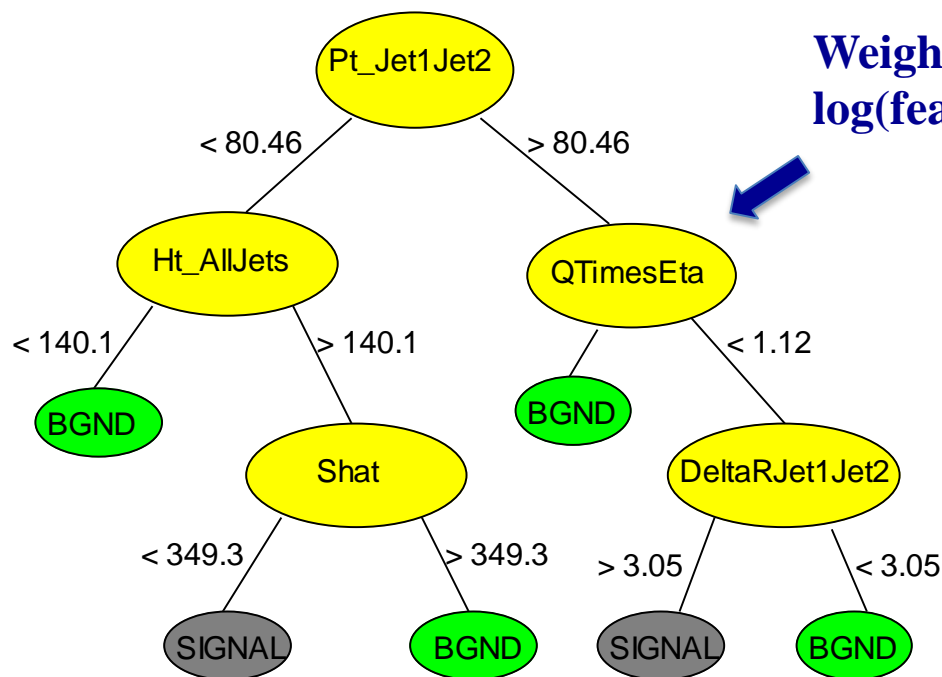 Pt_Jet1Jet2
< 80.46
> 80.46
Ht_AllJets
QTimesEta
< 140.1
> 140.1
< 1.12
BGND
BGND
Shat
DeltaRJet1Jet2
< 349.3
> 349.3
> 3.05
< 3.05
SIGNAL
BGND
SIGNAL
BGND